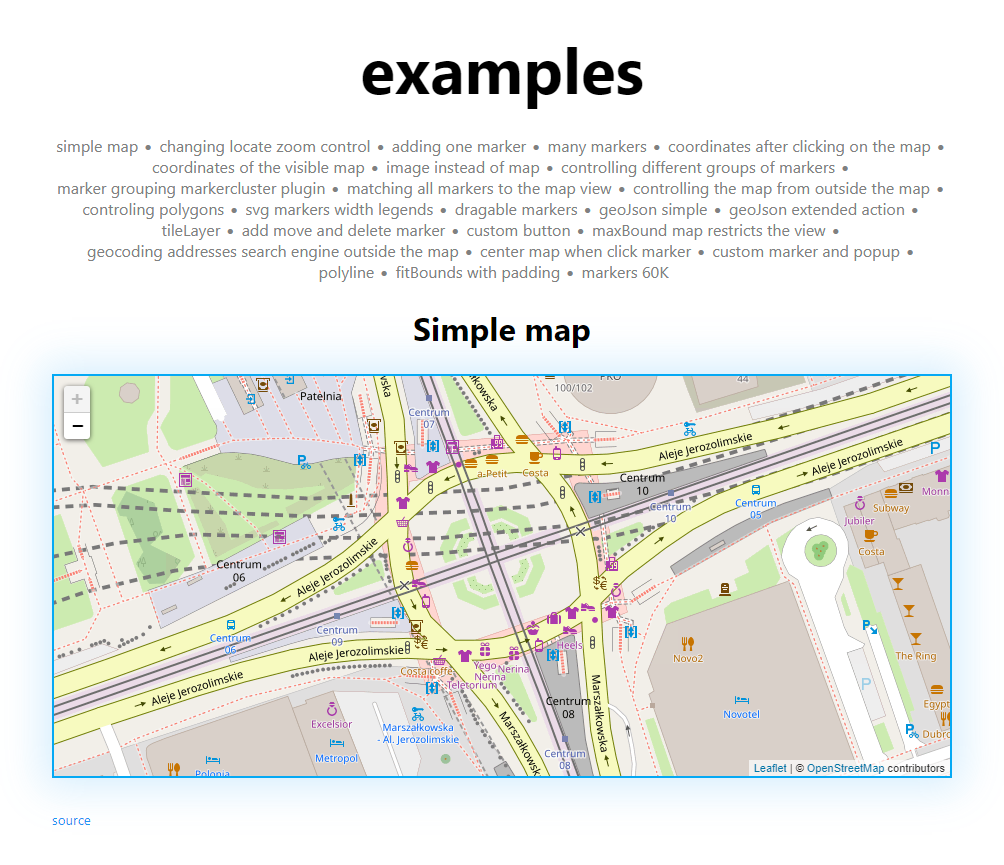 examples
simple map • changing locate zoom control • adding one marker • many markers • coordinates after clicking on the map •
coordinates of the visible map • image instead of map • controlling different groups of markers •
marker grouping markercluster plugin • matching all markers to the map view • controlling the map from outside the map •
controling polygons • svg markers width legends • dragable markers • geoJson simple • geoJson extended action •
tileLayer • add move and delete marker • custom button • maxBound map restricts the view •
geocoding addresses search engine outside the map • center map when click marker • custom marker and popup •
polyline • fitBounds with padding • markers 60K
Simple map
+
−
Patelnia
100/102
44
Centrum
07
Aleje Jerozolimskie
Aleje Jerozolimskie
a-Petit
Costa
Centrum
10
Centrum
10
Centrum
05
Monn
Subway
Jubiler
Costa
Centrum
06
Aleje Jerozolimskie
Centrum
06
Centrum
09
Aleje Jerozolimskie
Aleje Jerozolimskie
Heels
Costa Coffe
Yego
Nerina
Nerina
Teletorium
Novo2
The Ring
Centrum
08
Marszałkowska
Marszałkowsk
Novotel
Egypt
Dubro
Excelsior
Metropol
Marszałkowska
- Al. Jerozolimskie
Centrum
08
Polonia
Leaflet | © OpenStreetMap contributors
source